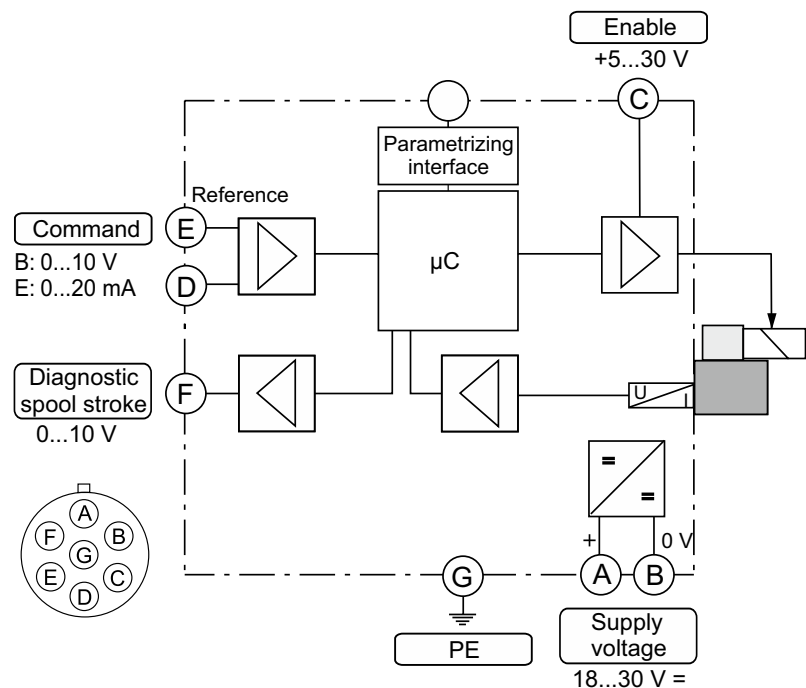 Enable
+5...30 V
C
Parametrizing
interface
Reference
Command
B: 0...10 V
E: 0...20 mA
E
D
µC
Diagnostic
spool stroke
0...10 V
F
U
I
=
=
+
0 V
A
B
G
PE
Supply
voltage
18...30 V =
A
F
B
G
E
C
D